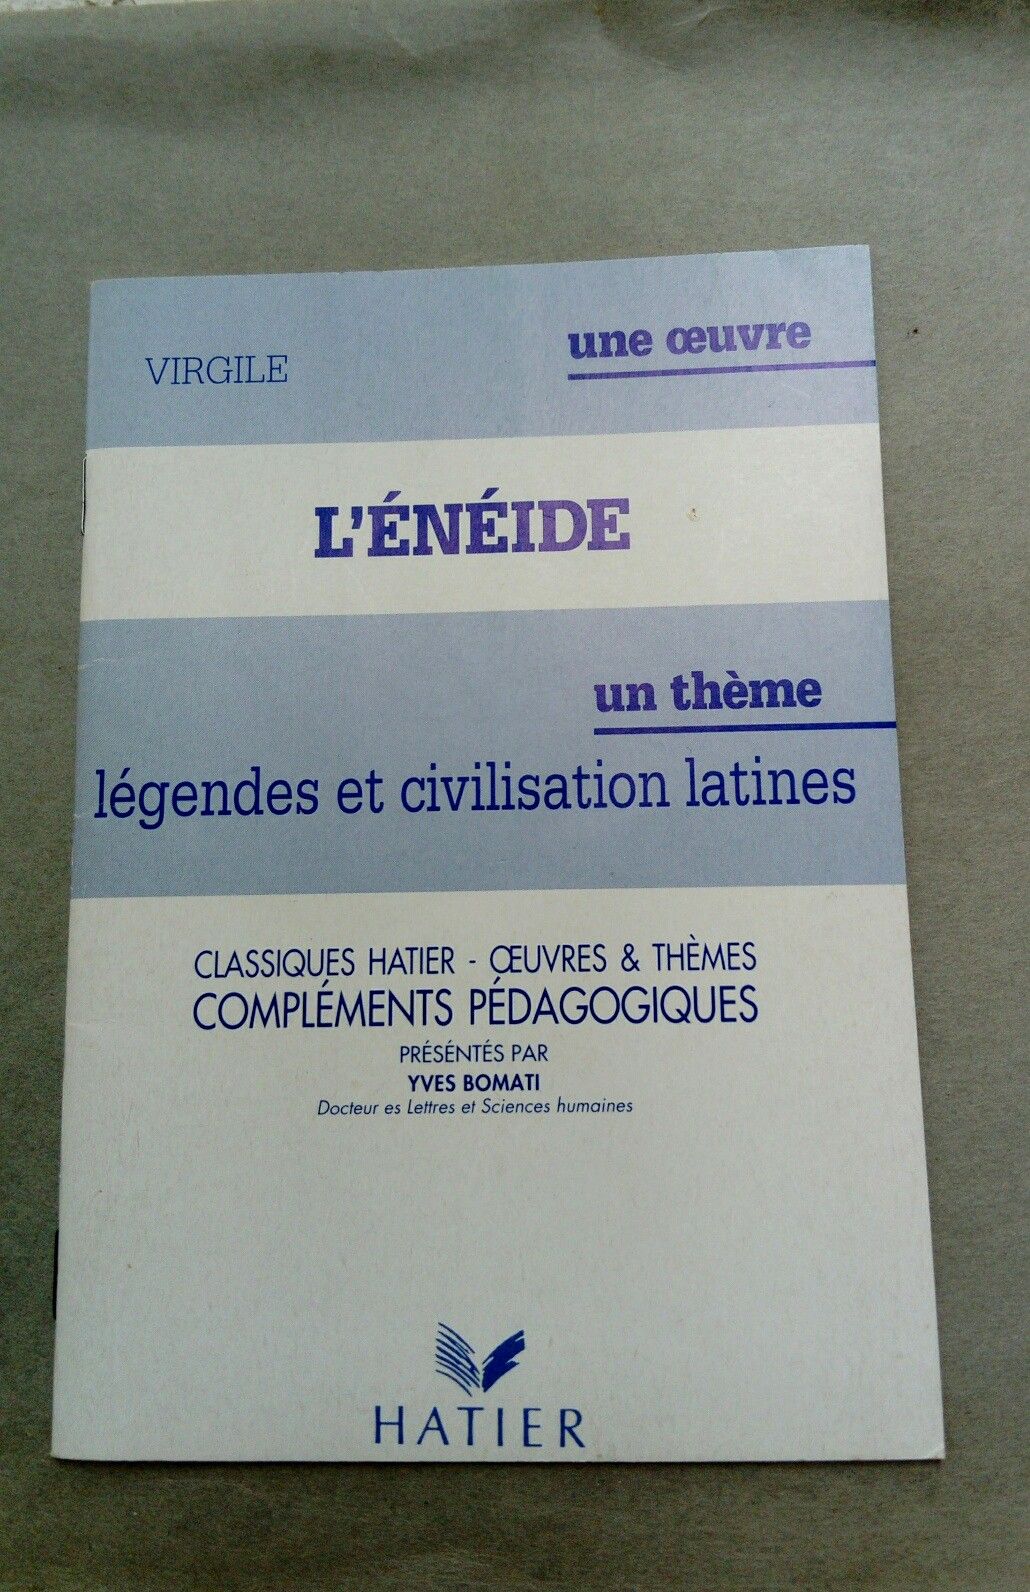 une œuvre
VIRGILE
L'ÉNÉIDE
un thème
légendes et civilisation latines
CLASSIQUES HATIER - ŒUVRES & THÈMES
COMPLÉMENTS PÉDAGOGIQUES
PRÉSÉNTÉS PAR
YVES BOMATI
Docteur es Lettres et Sciences humaines
HATIER